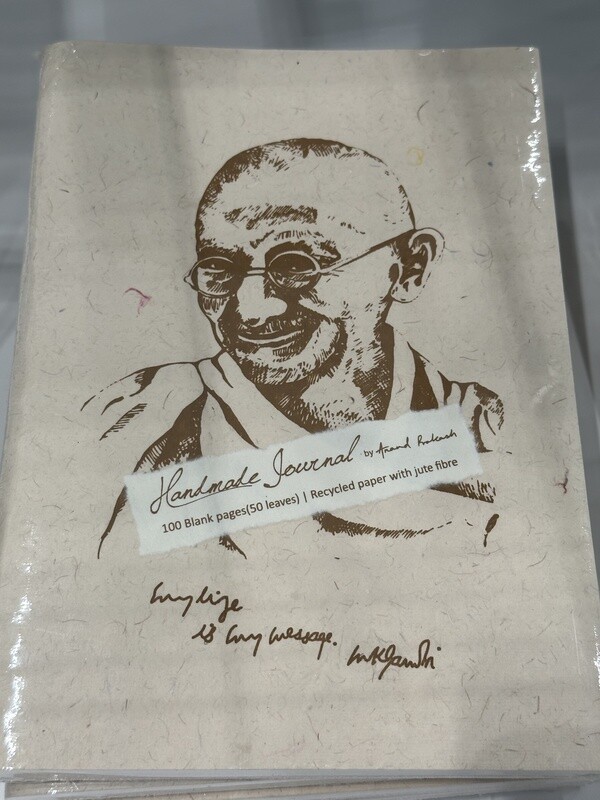 Handmade Journal by Anand Prakash
100 Blank pages(50 leaves) | Recycled paper with jute fibre
my life
is my message.
MKGandhi